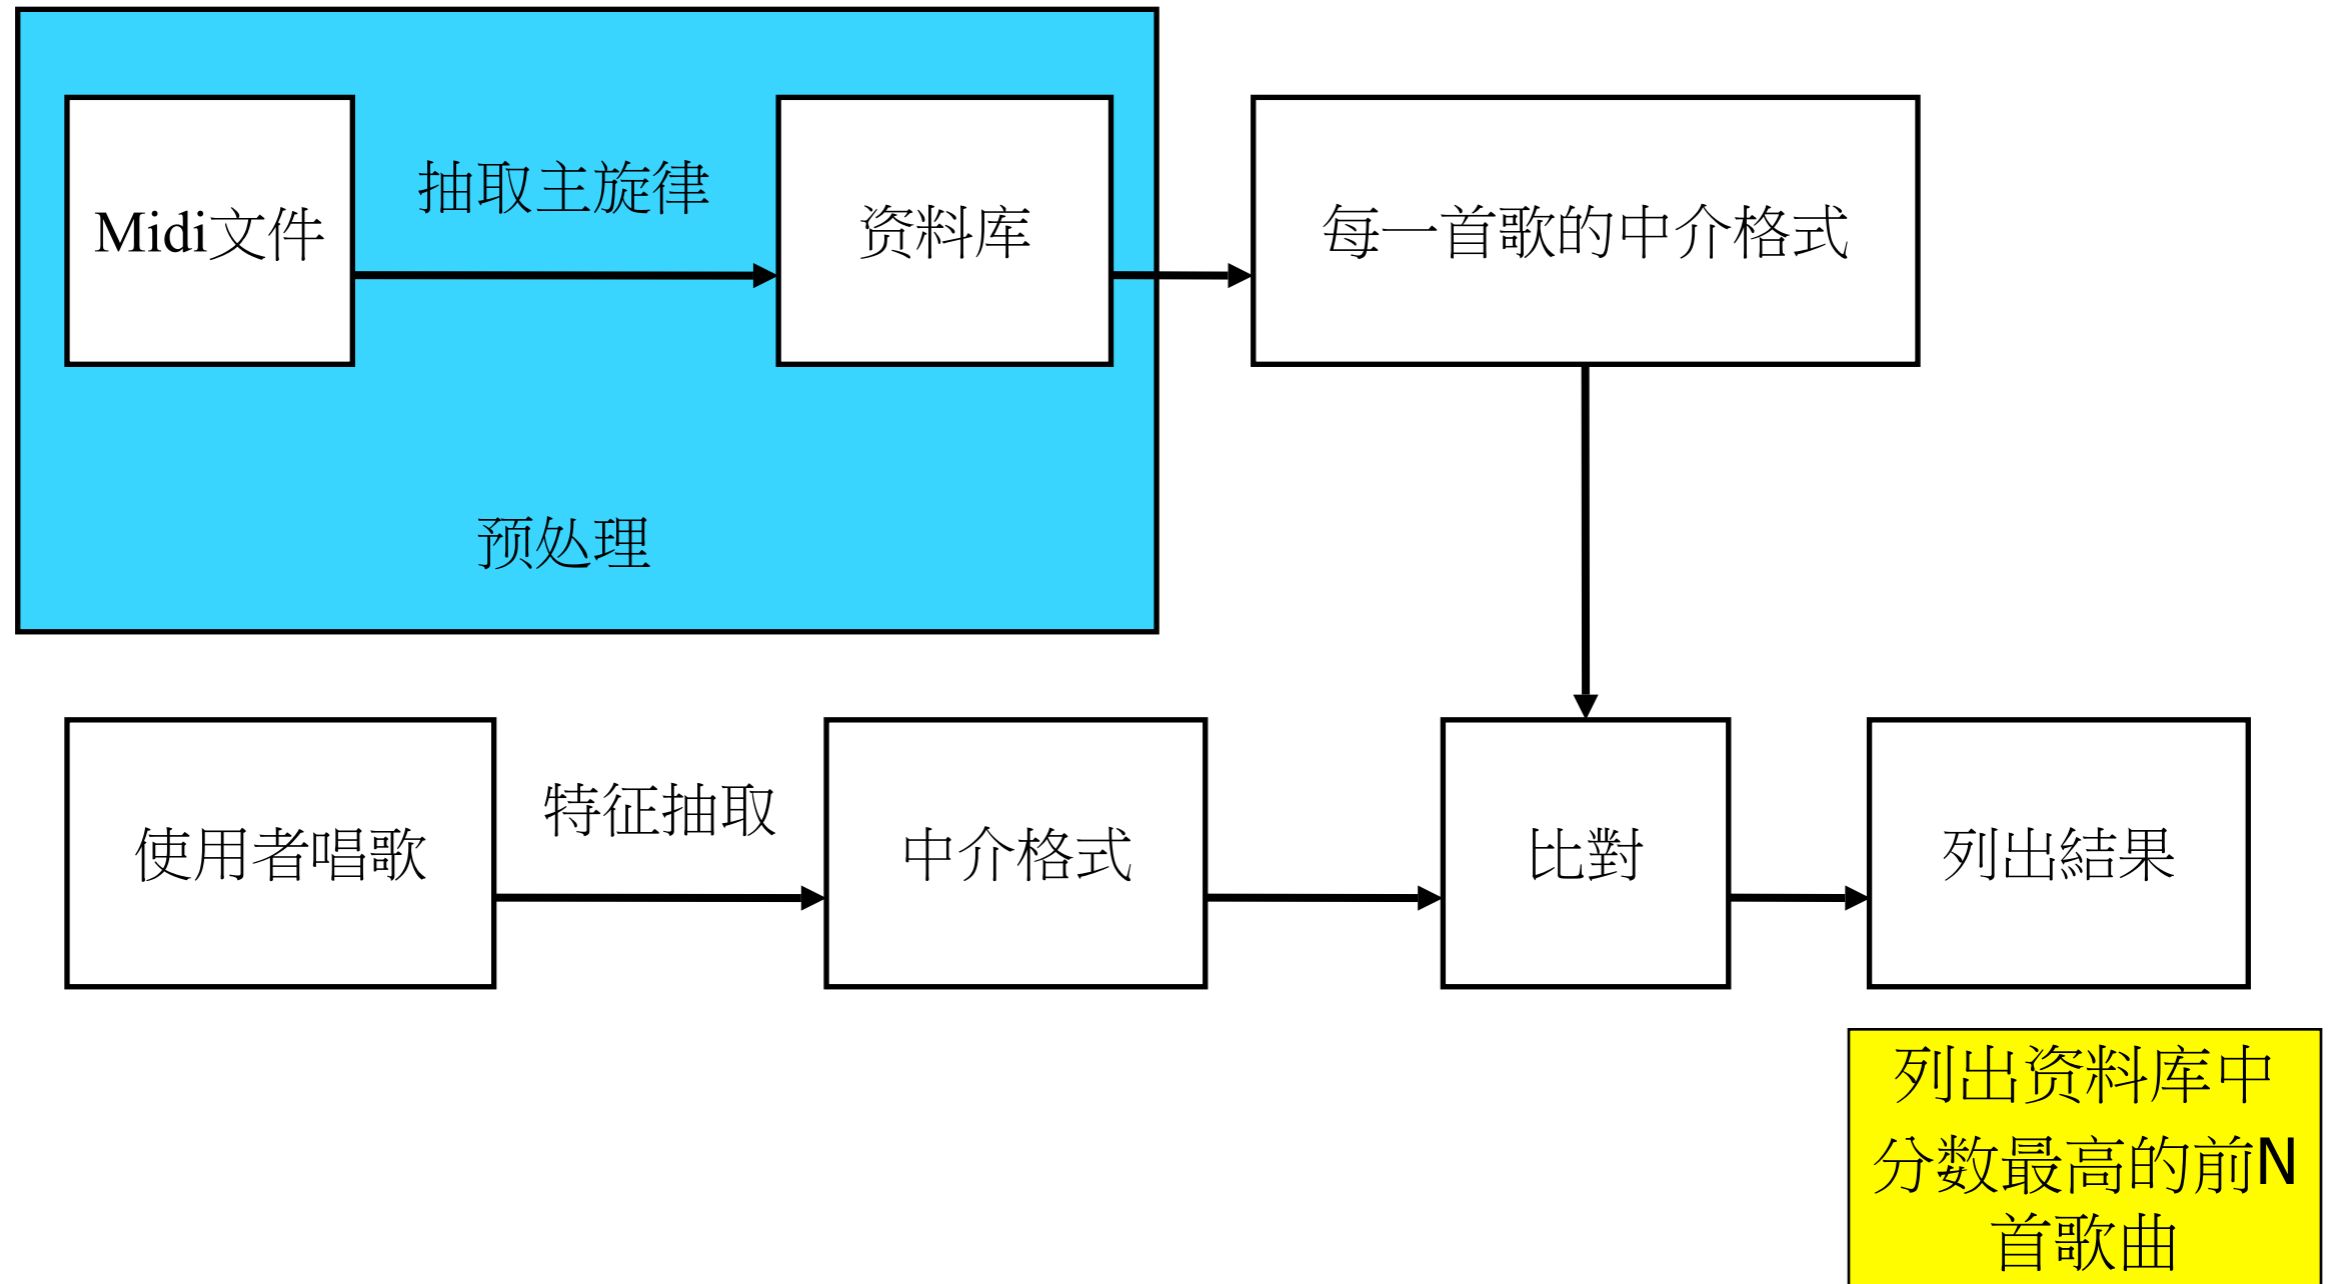 Midi文件
抽取主旋律
资料库
每一首歌的中介格式
预处理
使用者唱歌
特征抽取
中介格式
比對
列出結果
列出资料库中
分数最高的前N
首歌曲